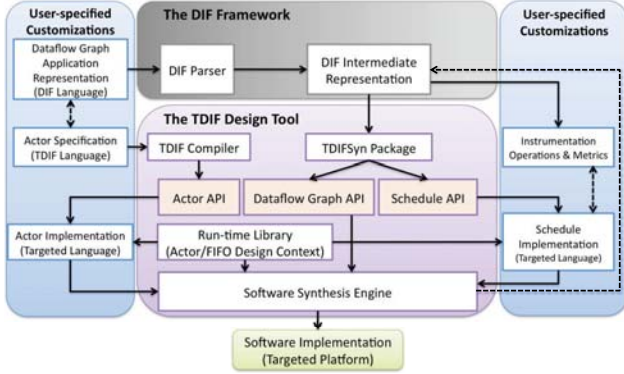 User-specified
Customizations
The DIF Framework
User-specified
Customizations
Dataflow Graph
Application
Representation
(DIF Language)
DIF Parser
DIF Intermediate
Representation
The TDIF Design Tool
Actor Specification
(TDIF Language)
TDIF Compiler
TDIFSyn Package
Instrumentation
Operations & Metrics
Actor API
Dataflow Graph API
Schedule API
Actor Implementation
(Targeted Language)
Run-time Library
(Actor/FIFO Design Context)
Schedule
Implementation
(Targeted Language)
Software Synthesis Engine
Software Implementation
(Targeted Platform)